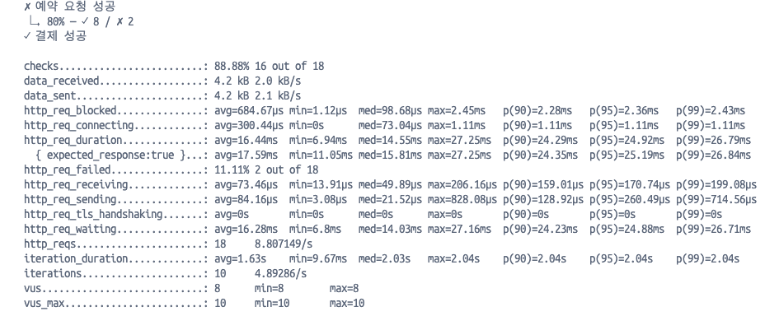 ✗ 예약 요청 성공
↳ 80% — ✓ 8 / ✗ 2
✓ 결제 성공
checks.........................: 88.88% 16 out of 18
data_received..................: 4.2 kB 2.0 kB/s
data_sent......................: 4.2 kB 2.1 kB/s
http_req_blocked...............: avg=684.67µs min=1.12µs med=98.68µs max=2.45ms p(90)=2.28ms p(95)=2.36ms p(99)=2.43ms
http_req_connecting............: avg=300.44µs min=0s med=73.04µs max=1.11ms p(90)=1.11ms p(95)=1.11ms p(99)=1.11ms
http_req_duration..............: avg=16.44ms min=6.94ms med=14.55ms max=27.25ms p(90)=24.29ms p(95)=24.92ms p(99)=26.79ms
{ expected_response:true }...: avg=17.59ms min=11.05ms med=15.81ms max=27.25ms p(90)=24.35ms p(95)=25.19ms p(99)=26.84ms
http_req_failed................: 11.11% 2 out of 18
http_req_receiving.............: avg=73.46µs min=13.91µs med=49.89µs max=206.16µs p(90)=159.01µs p(95)=170.74µs p(99)=199.08µs
http_req_sending...............: avg=84.16µs min=3.08µs med=21.52µs max=828.08µs p(90)=128.92µs p(95)=260.49µs p(99)=714.56µs
http_req_tls_handshaking.......: avg=0s min=0s med=0s max=0s p(90)=0s p(95)=0s p(99)=0s
http_req_waiting...............: avg=16.28ms min=6.8ms med=14.03ms max=27.16ms p(90)=24.23ms p(95)=24.88ms p(99)=26.71ms
http_reqs......................: 18 8.807149/s
iteration_duration.............: avg=1.63s min=9.67ms med=2.03s max=2.04s p(90)=2.04s p(95)=2.04s p(99)=2.04s
iterations.....................: 10 4.89286/s
vus............................: 8 min=8 max=8
vus_max........................: 10 min=10 max=10